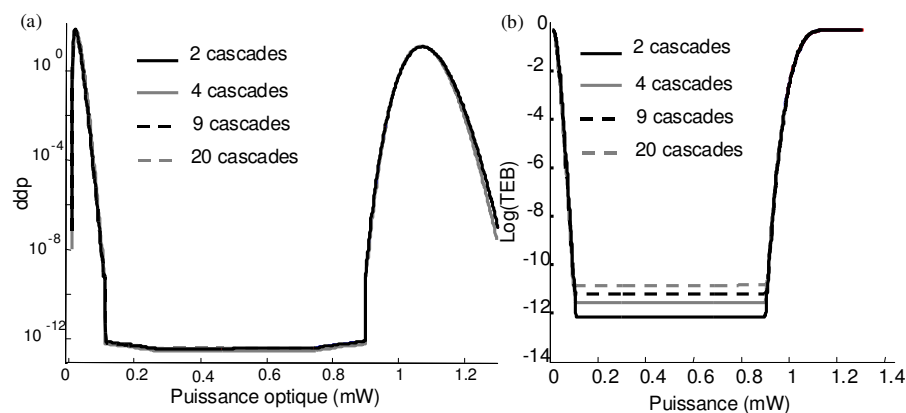 (a)
2 cascades
4 cascades
9 cascades
20 cascades
10^0
10^-4
10^-8
10^-12
ddp
0 0.2 0.4 0.6 0.8 1 1.2
Puissance optique (mW)
(b)
2 cascades
4 cascades
9 cascades
20 cascades
0
-2
-4
-6
-8
-10
-12
-14
Log(TEB)
0 0.2 0.4 0.6 0.8 1 1.2 1.4
Puissance (mW)